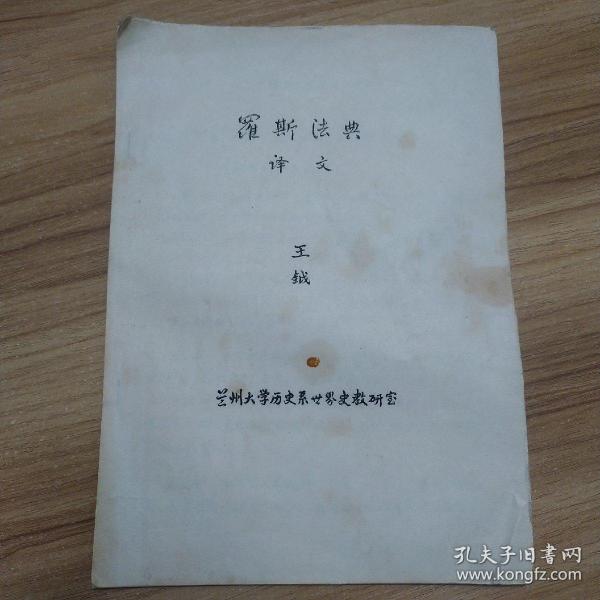 羅斯法典
译文
王
钺
兰州大学历史系世界史教研室
孔夫子旧書网
www.kongfz.com